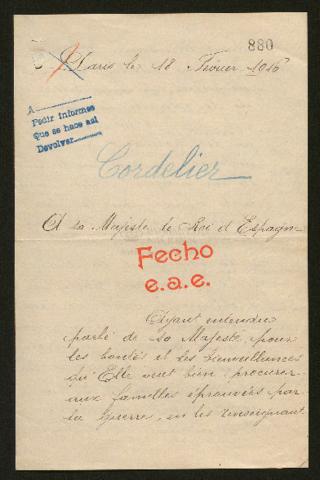 880
Paris le 18 Février 1916
A
Pedir informes
que se hace así
Devolver
Cordelier
A sa Majesté le Roi d'Espagne
Fecho
e.a.e.
Ayant entendu
parlé de sa Majesté, pour
les bontés et les bienveillances
qu'Elle veut bien procurer
aux familles éprouvées par
la guerre, en les renseignant